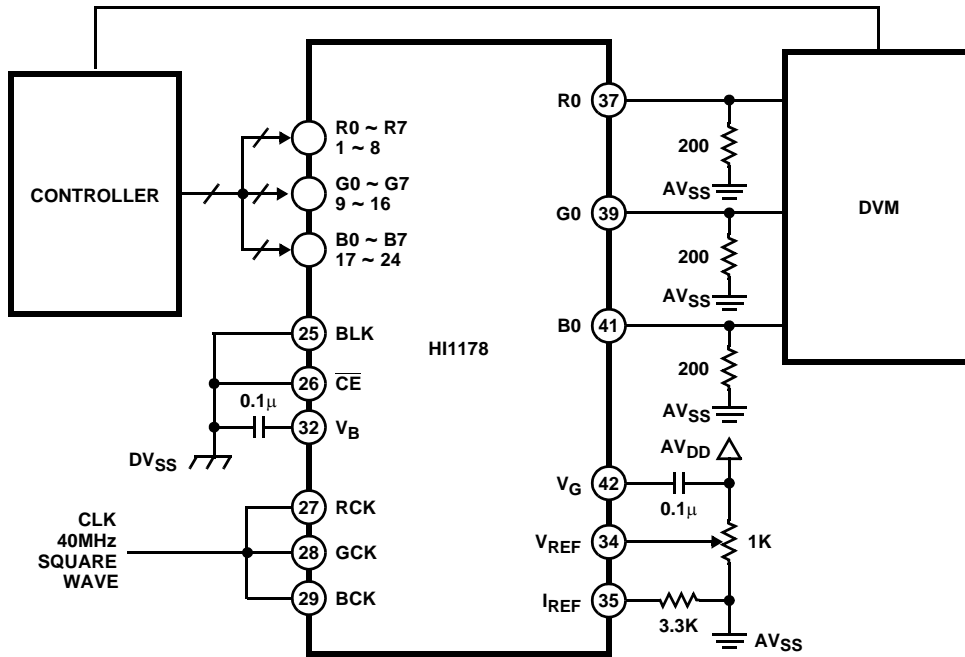 CONTROLLER
R0 ~ R7
1 ~ 8
G0 ~ G7
9 ~ 16
B0 ~ B7
17 ~ 24
25 BLK
26 C̅E̅
0.1µ
32 VB
DVSS
27 RCK
28 GCK
29 BCK
CLK
40MHz
SQUARE
WAVE
HI1178
R0 37
200
AVSS
G0 39
200
AVSS
B0 41
200
AVSS
DVM
AVDD
VG 42
0.1µ
VREF 34
1K
IREF 35
3.3K
AVSS